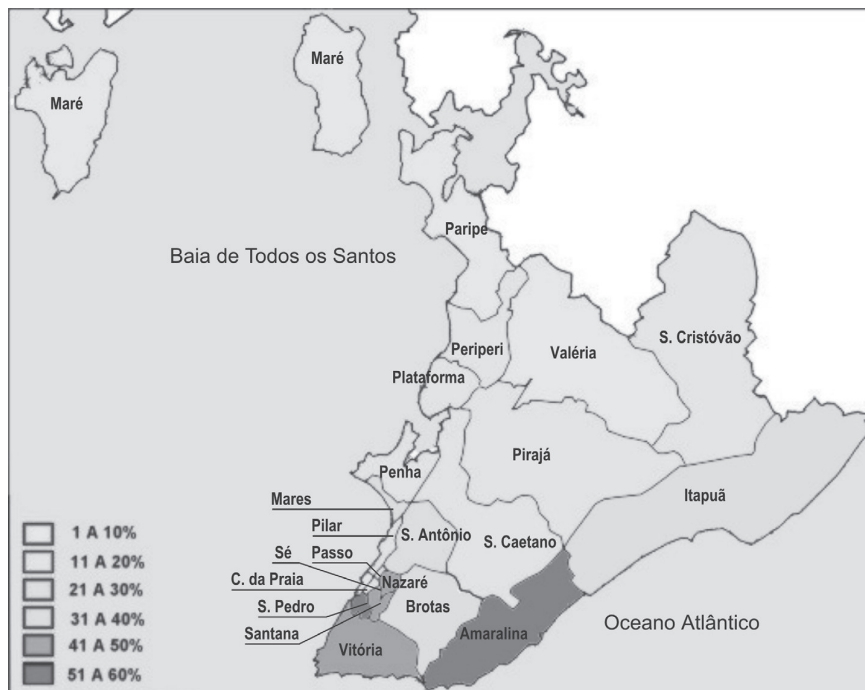 Maré
Maré
Paripe
Baia de Todos os Santos
S. Cristóvão
Periperi
Valéria
Plataforma
Pirajá
Penha
Itapuã
Mares
Pilar
S. Antônio
S. Caetano
Sé
Passo
C. da Praia
Nazaré
S. Pedro
Brotas
Santana
Amaralina
Oceano Atlântico
Vitória
1 A 10%
11 A 20%
21 A 30%
31 A 40%
41 A 50%
51 A 60%